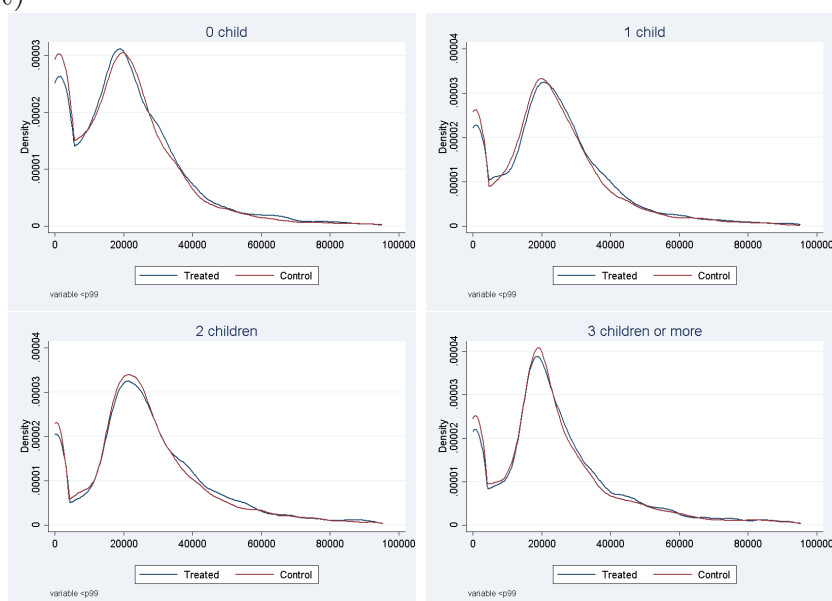 0 child
Density
0 .00001 .00002 .00003
0 20000 40000 60000 80000 100000
Treated Control
variable <p99
1 child
Density
0 .00001 .00002 .00003 .00004
0 20000 40000 60000 80000 100000
Treated Control
variable <p99
2 children
Density
0 .00001 .00002 .00003 .00004
0 20000 40000 60000 80000 100000
Treated Control
variable <p99
3 children or more
Density
0 .00001 .00002 .00003 .00004
0 20000 40000 60000 80000 100000
Treated Control
variable <p99